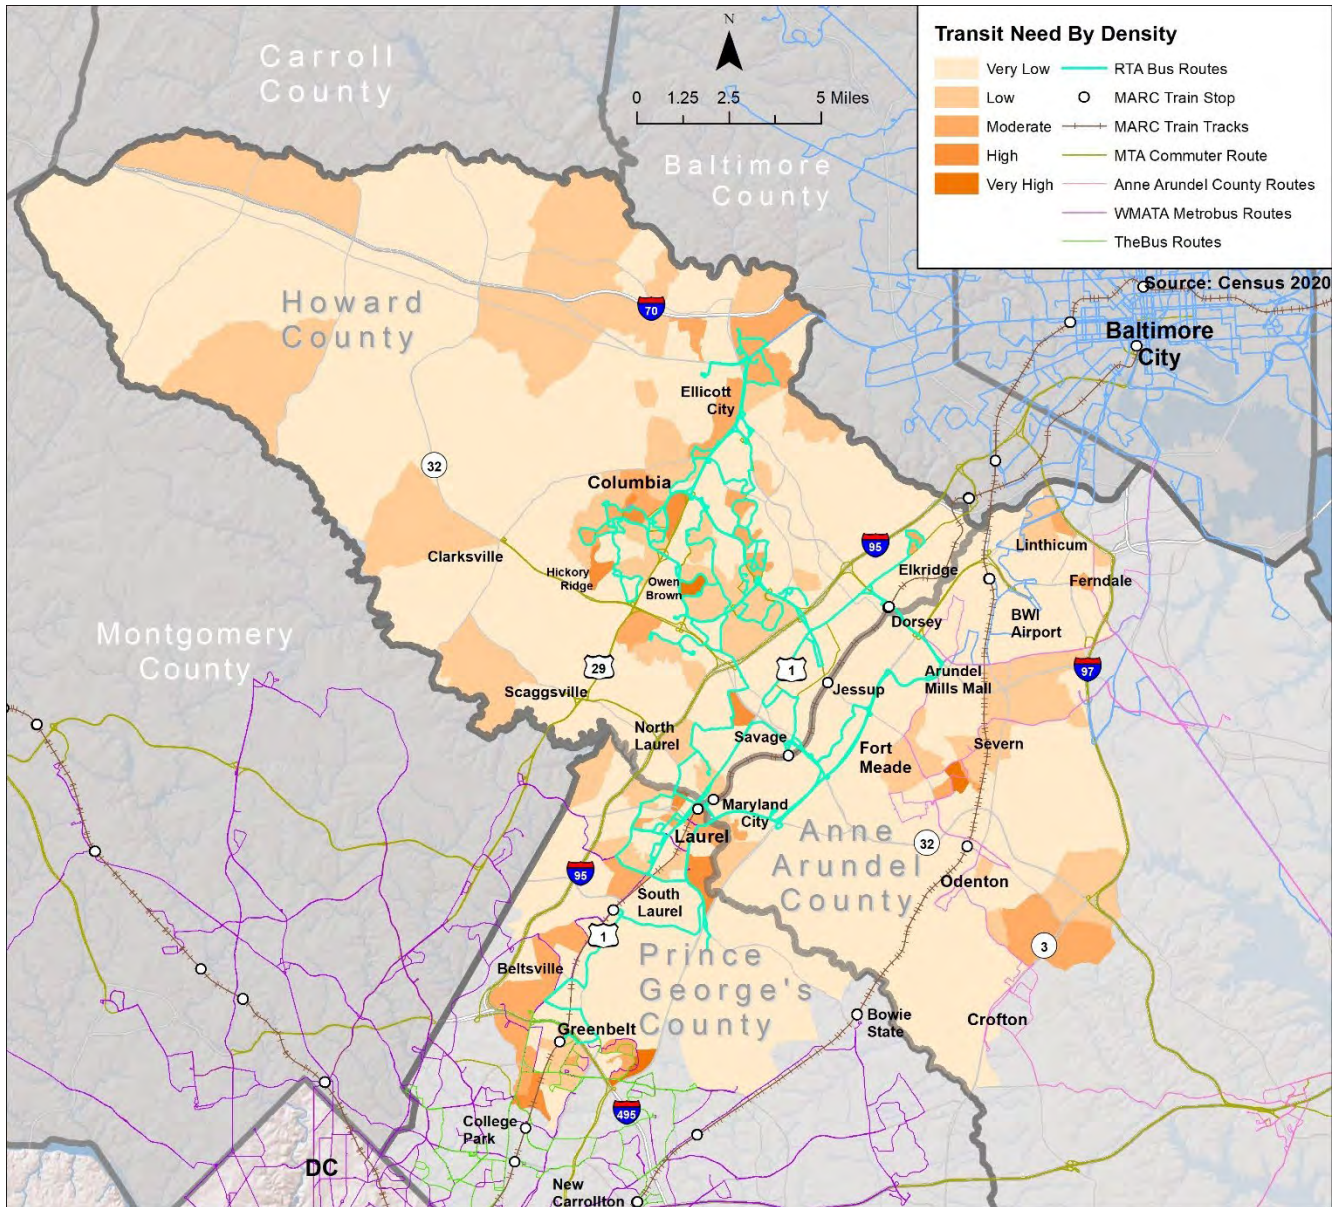 Carroll
County
N
0 1.25 2.5 5 Miles
Baltimore
County
Transit Need By Density
Very Low
Low
Moderate
High
Very High
RTA Bus Routes
MARC Train Stop
MARC Train Tracks
MTA Commuter Route
Anne Arundel County Routes
WMATA Metrobus Routes
TheBus Routes
Source: Census 2020
Baltimore
City
Howard
County
70
Ellicott
City
32
Columbia
Clarksville
Hickory
Ridge
Owen
Brown
95
Elkridge
Linthicum
Ferndale
BWI
Airport
Dorsey
Montgomery
County
29
1
Jessup
Arundel
Mills Mall
97
Scaggsville
North
Laurel
Savage
Fort
Meade
Severn
Maryland
City
Laurel
Anne
Arundel
County
32
95
South
Laurel
Odenton
1
3
Beltsville
Prince
George's
County
Greenbelt
Bowie
State
Crofton
495
College
Park
DC
New
Carrollton